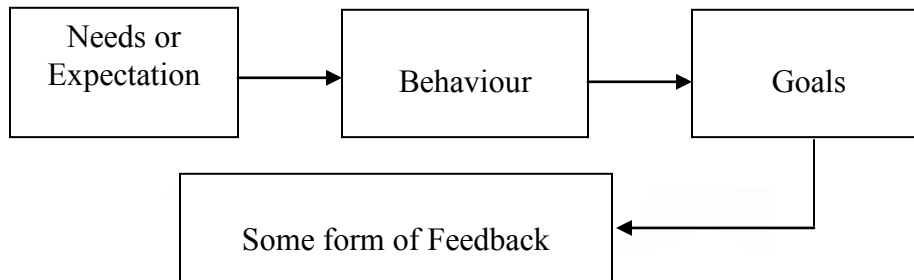 Needs or
Expectation
Behaviour
Goals
Some form of Feedback